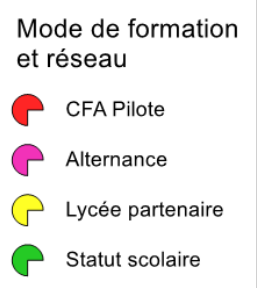 Mode de formation
et réseau
CFA Pilote
Alternance
Lycée partenaire
Statut scolaire